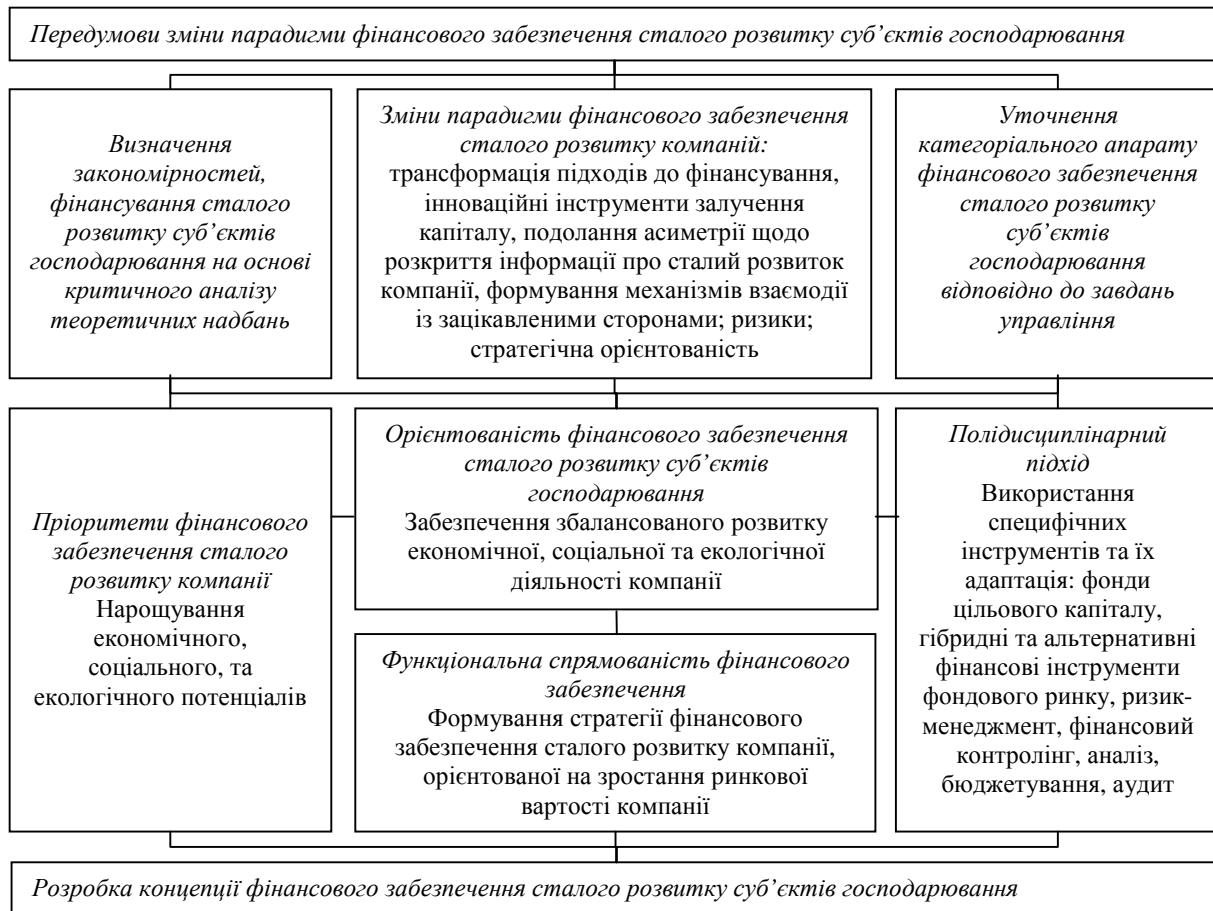 Передумови зміни парадигми фінансового забезпечення сталого розвитку суб’єктів господарювання
Визначення
закономірностей,
фінансування сталого
розвитку суб’єктів
господарювання на основі
критичного аналізу
теоретичних надбань
Зміни парадигми фінансового забезпечення
сталого розвитку компаній:
трансформація підходів до фінансування,
інноваційні інструменти залучення
капіталу, подолання асиметрії щодо
розкриття інформації про сталий розвиток
компанії, формування механізмів взаємодії
із зацікавленими сторонами; ризики;
стратегічна орієнтованість
Уточнення
категоріального апарату
фінансового забезпечення
сталого розвитку
суб’єктів
господарювання
відповідно до завдань
управління
Пріоритети фінансового
забезпечення сталого
розвитку компанії
Нарощування
економічного,
соціального, та
екологічного потенціалів
Орієнтованість фінансового забезпечення
сталого розвитку суб’єктів
господарювання
Забезпечення збалансованого розвитку
економічної, соціальної та екологічної
діяльності компанії
Функціональна спрямованість фінансового
забезпечення
Формування стратегії фінансового
забезпечення сталого розвитку компанії,
орієнтованої на зростання ринкової
вартості компанії
Полідисциплінарний
підхід
Використання
специфічних
інструментів та їх
адаптація: фонди
цільового капіталу,
гібридні та альтернативні
фінансові інструменти
фондового ринку, ризик-
менеджмент, фінансовий
контролінг, аналіз,
бюджетування, аудит
Розробка концепції фінансового забезпечення сталого розвитку суб’єктів господарювання